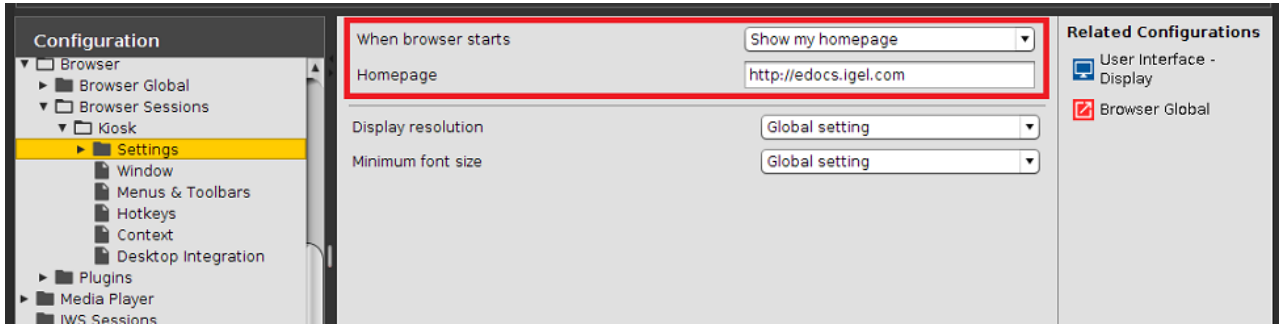 Configuration
Browser
Browser Global
Browser Sessions
Kiosk
Settings
Window
Menus & Toolbars
Hotkeys
Context
Desktop Integration
Plugins
Media Player
IWS Sessions
When browser starts
Show my homepage
Homepage
http://edocs.igel.com
Display resolution
Global setting
Minimum font size
Global setting
Related Configurations
User Interface -
Display
Browser Global